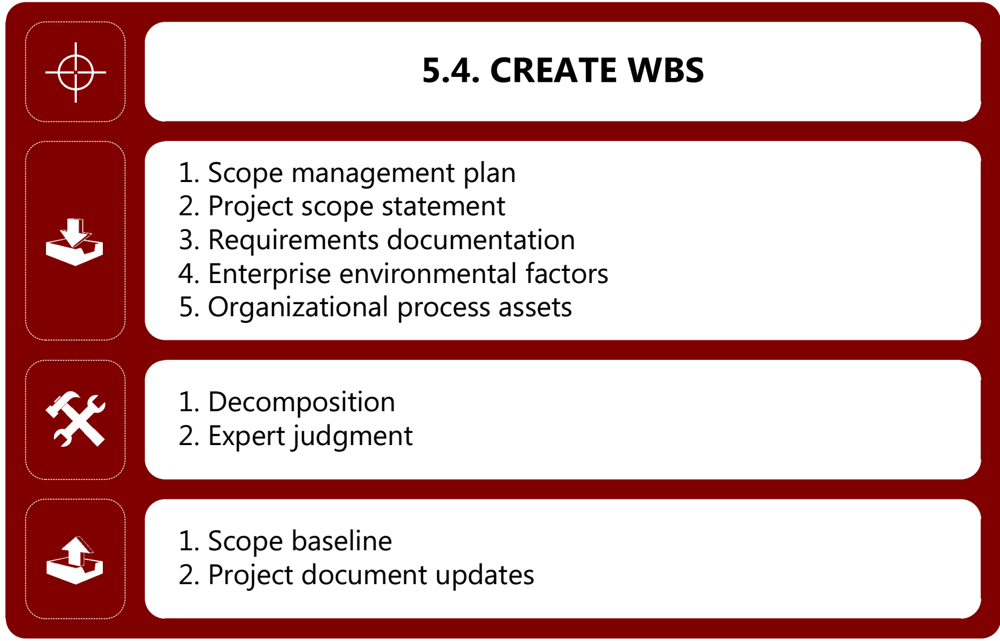 5.4. CREATE WBS
1. Scope management plan
2. Project scope statement
3. Requirements documentation
4. Enterprise environmental factors
5. Organizational process assets
1. Decomposition
2. Expert judgment
1. Scope baseline
2. Project document updates